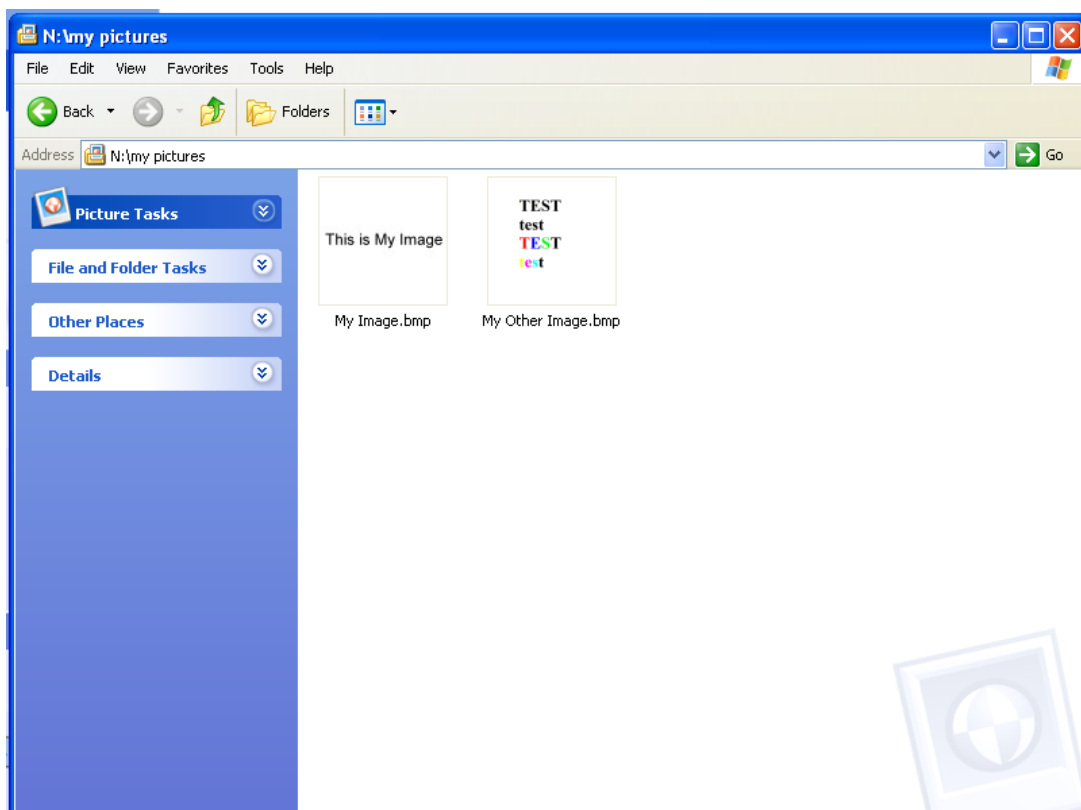 N:\my pictures
File Edit View Favorites Tools Help
Back Folders
Address N:\my pictures Go
Picture Tasks
File and Folder Tasks
Other Places
Details
This is My Image
My Image.bmp
TEST
test
TEST
test
My Other Image.bmp